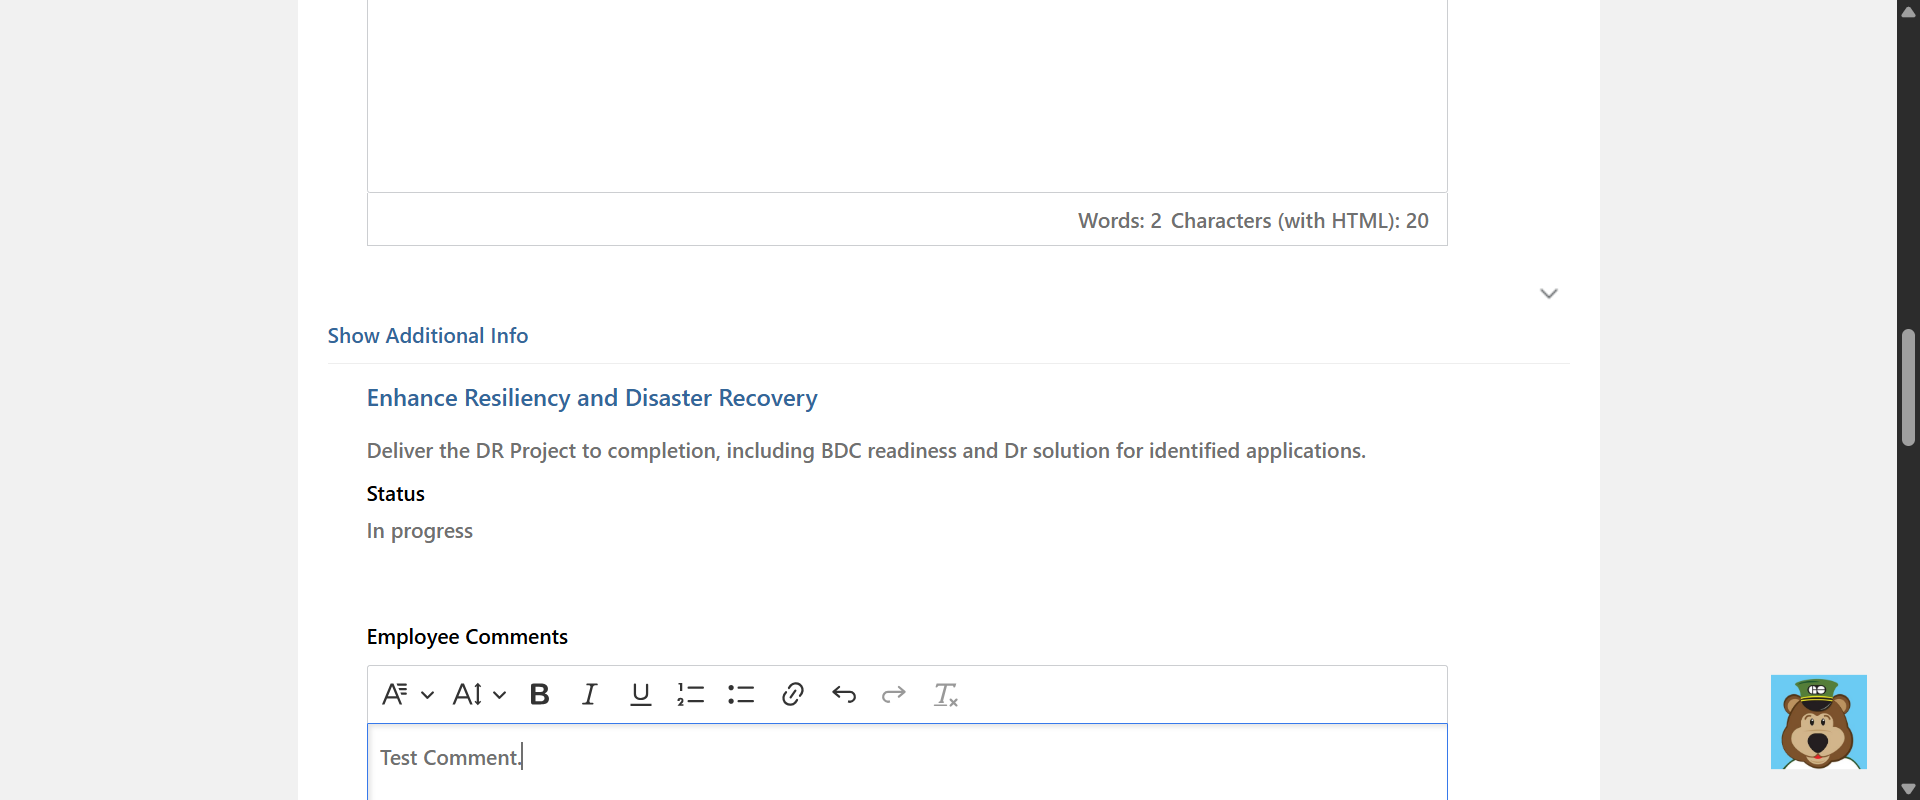 Words: 2 Characters (with HTML): 20
Show Additional Info
Enhance Resiliency and Disaster Recovery
Deliver the DR Project to completion, including BDC readiness and Dr solution for identified applications.
Status
In progress
Employee Comments
Test Comment.